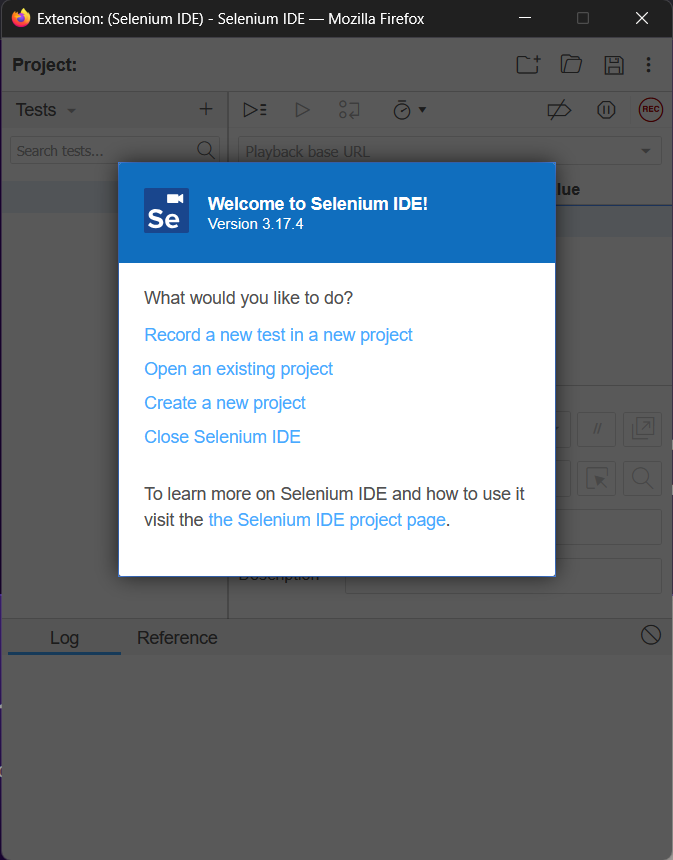 Extension: (Selenium IDE) - Selenium IDE — Mozilla Firefox
Project:
Tests
REC
Search tests...
Playback base URL
lue
Se
Welcome to Selenium IDE!
Version 3.17.4
What would you like to do?
Record a new test in a new project
Open an existing project
Create a new project
Close Selenium IDE
//
To learn more on Selenium IDE and how to use it
visit the the Selenium IDE project page.
Description
Log
Reference